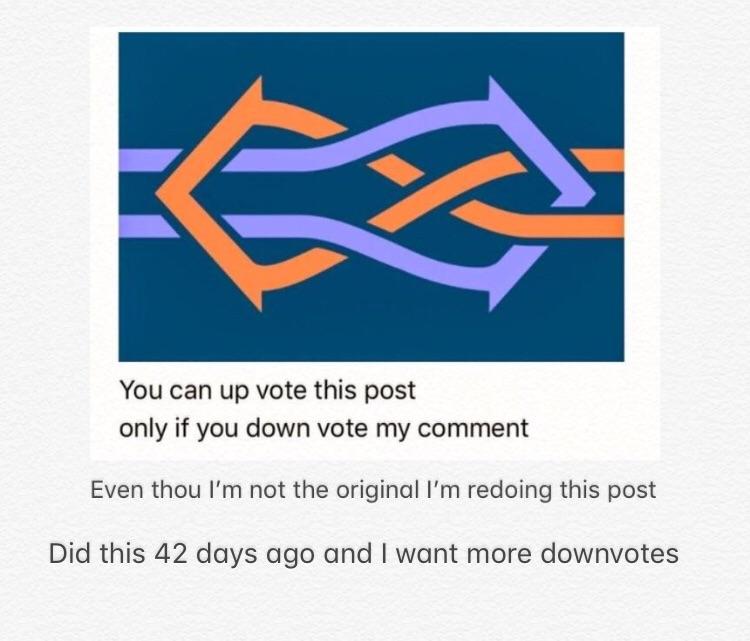 You can up vote this post
only if you down vote my comment
Even thou I’m not the original I’m redoing this post
Did this 42 days ago and I want more downvotes